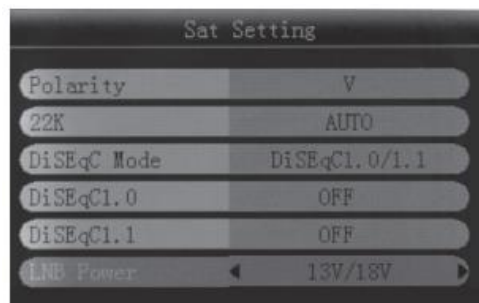 Sat Setting
Polarity V
22K AUTO
DiSEqC Mode DiSEqC1.0/1.1
DiSEqC1.0 OFF
DiSEqC1.1 OFF
LNB Power 13V/18V